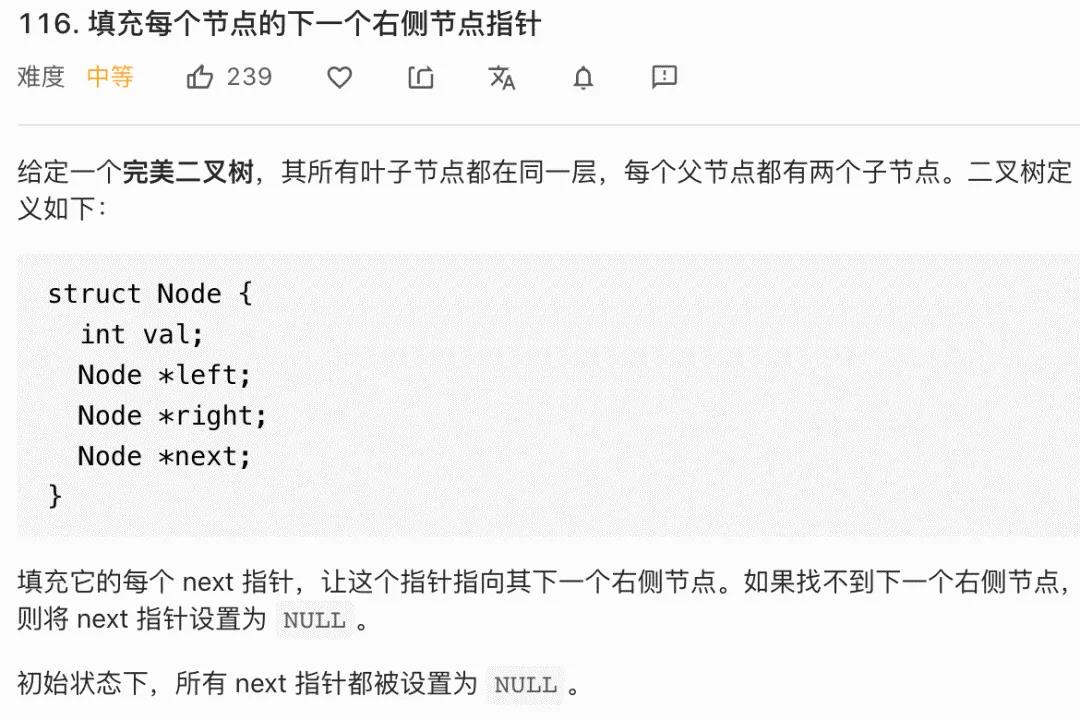 116. 填充每个节点的下一个右侧节点指针
难度 中等 239
给定一个完美二叉树，其所有叶子节点都在同一层，每个父节点都有两个子节点。二叉树定
义如下：
struct Node {
  int val;
  Node *left;
  Node *right;
  Node *next;
}
填充它的每个 next 指针，让这个指针指向其下一个右侧节点。如果找不到下一个右侧节点，
则将 next 指针设置为 NULL 。
初始状态下，所有 next 指针都被设置为 NULL 。